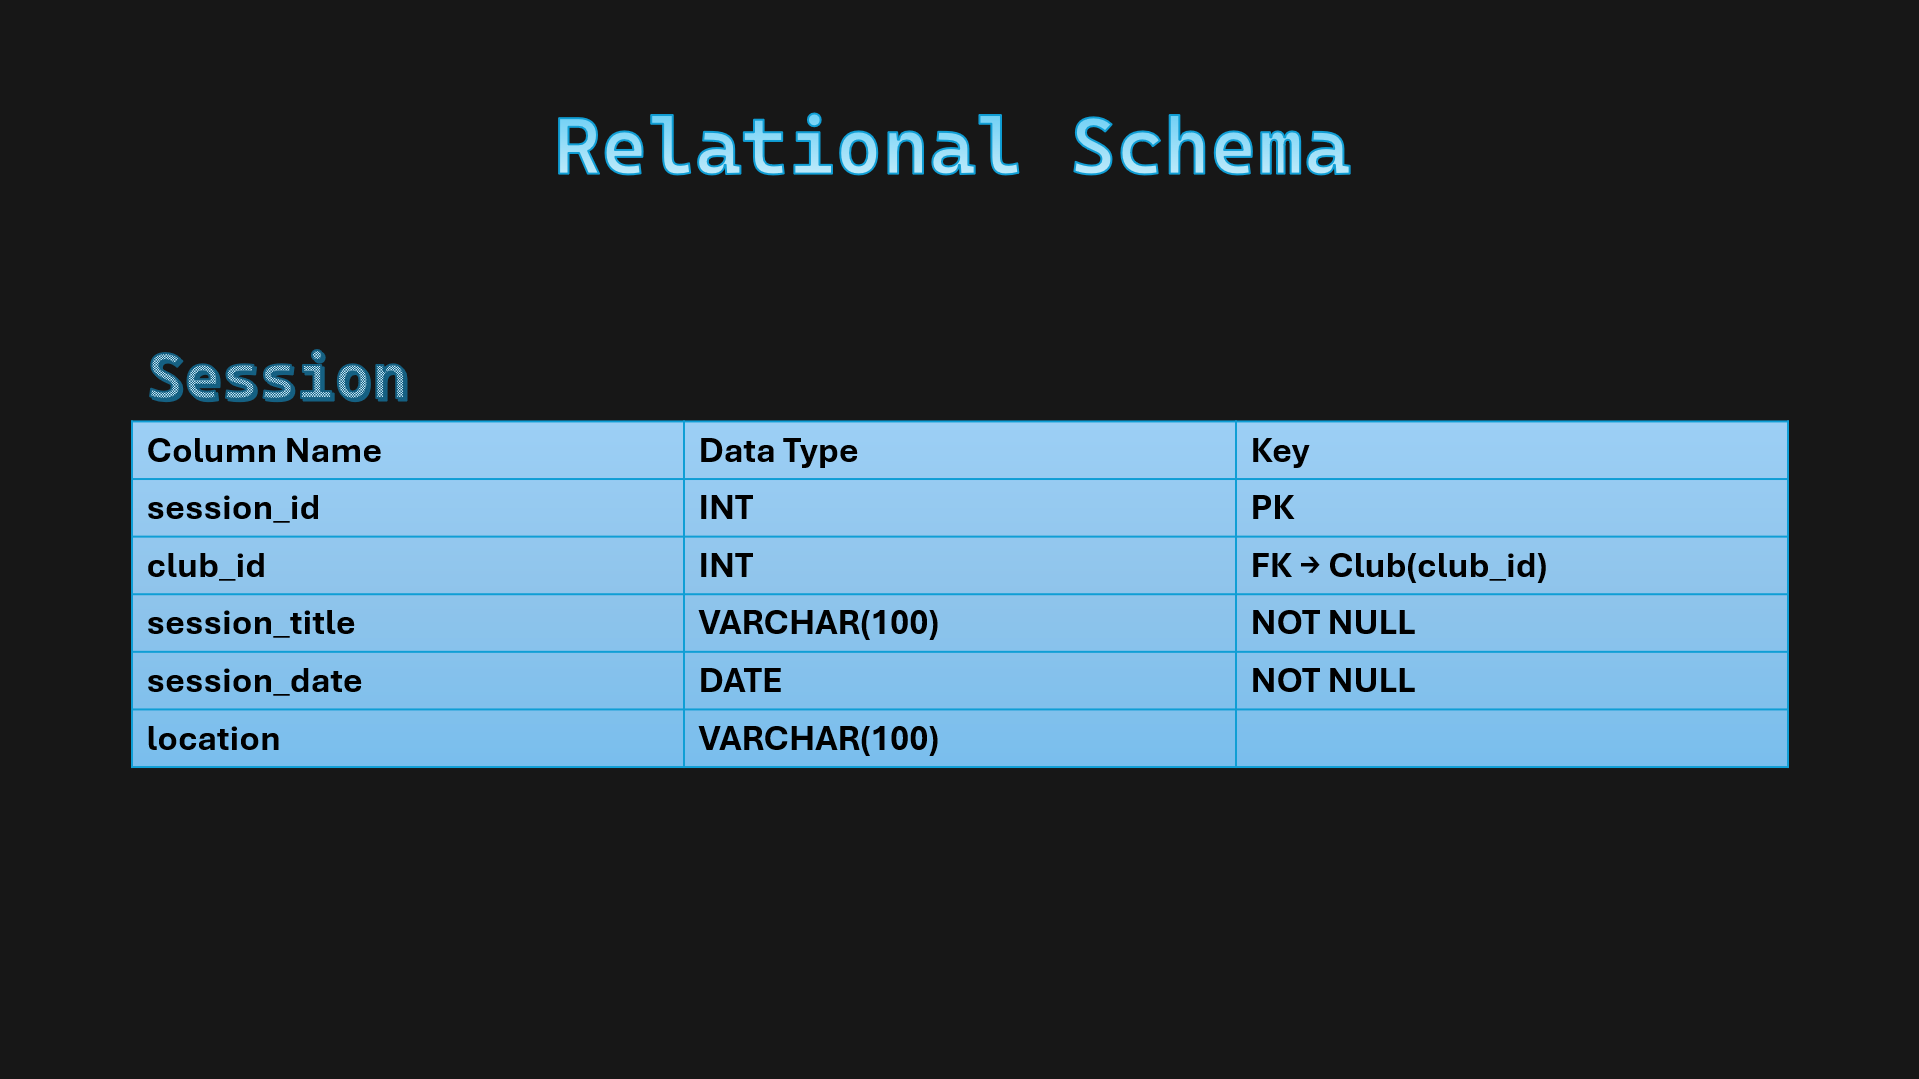 Relational Schema
Session
Column Name Data Type Key
session_id INT PK
club_id INT FK → Club(club_id)
session_title VARCHAR(100) NOT NULL
session_date DATE NOT NULL
location VARCHAR(100)